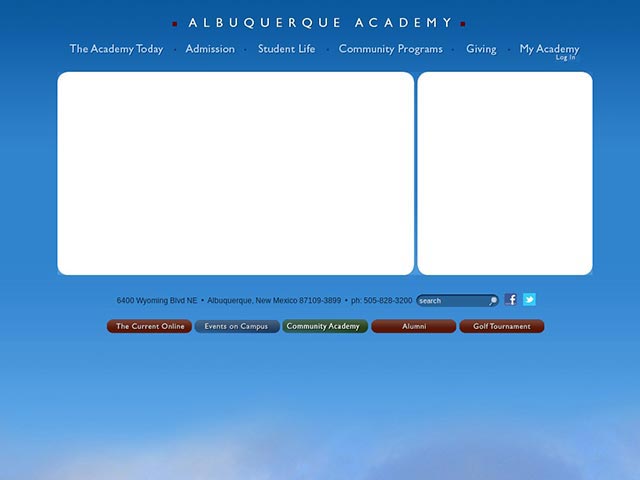 ALBUQUERQUE ACADEMY
The Academy Today • Admission • Student Life • Community Programs • Giving • My Academy
Log In
6400 Wyoming Blvd NE • Albuquerque, New Mexico 87109-3899 • ph: 505-828-3200 search
The Current Online Events on Campus Community Academy Alumni Golf Tournament